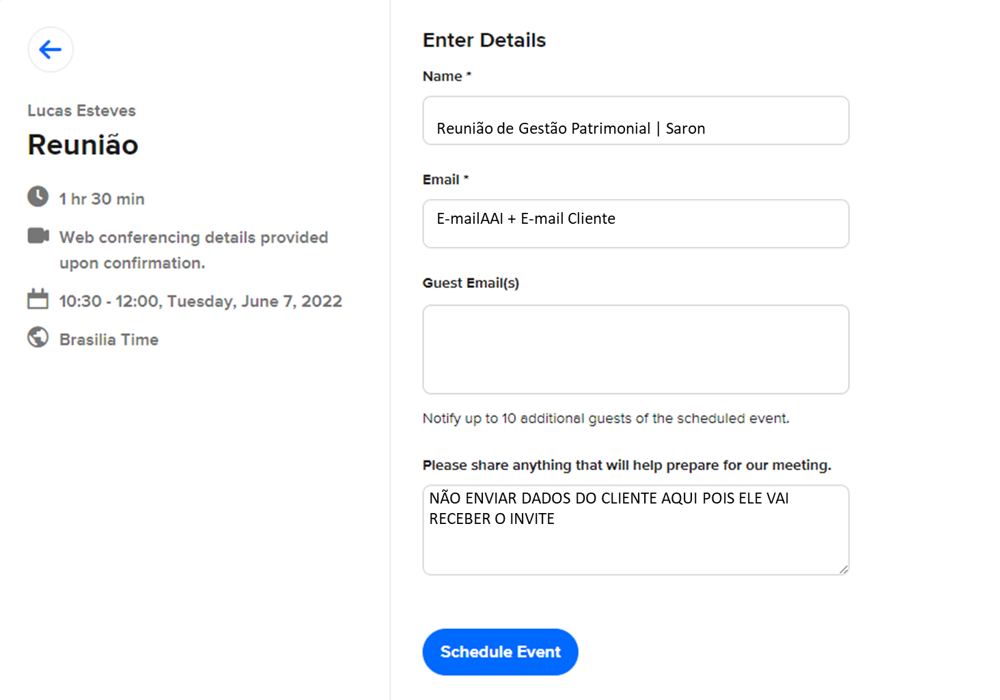 Lucas Esteves
Reunião
1 hr 30 min
Web conferencing details provided
upon confirmation.
10:30 - 12:00, Tuesday, June 7, 2022
Brasilia Time
Enter Details
Name *
Reunião de Gestão Patrimonial | Saron
Email *
E-mailAAI + E-mail Cliente
Guest Email(s)
Notify up to 10 additional guests of the scheduled event.
Please share anything that will help prepare for our meeting.
NÃO ENVIAR DADOS DO CLIENTE AQUI POIS ELE VAI
RECEBER O INVITE
Schedule Event